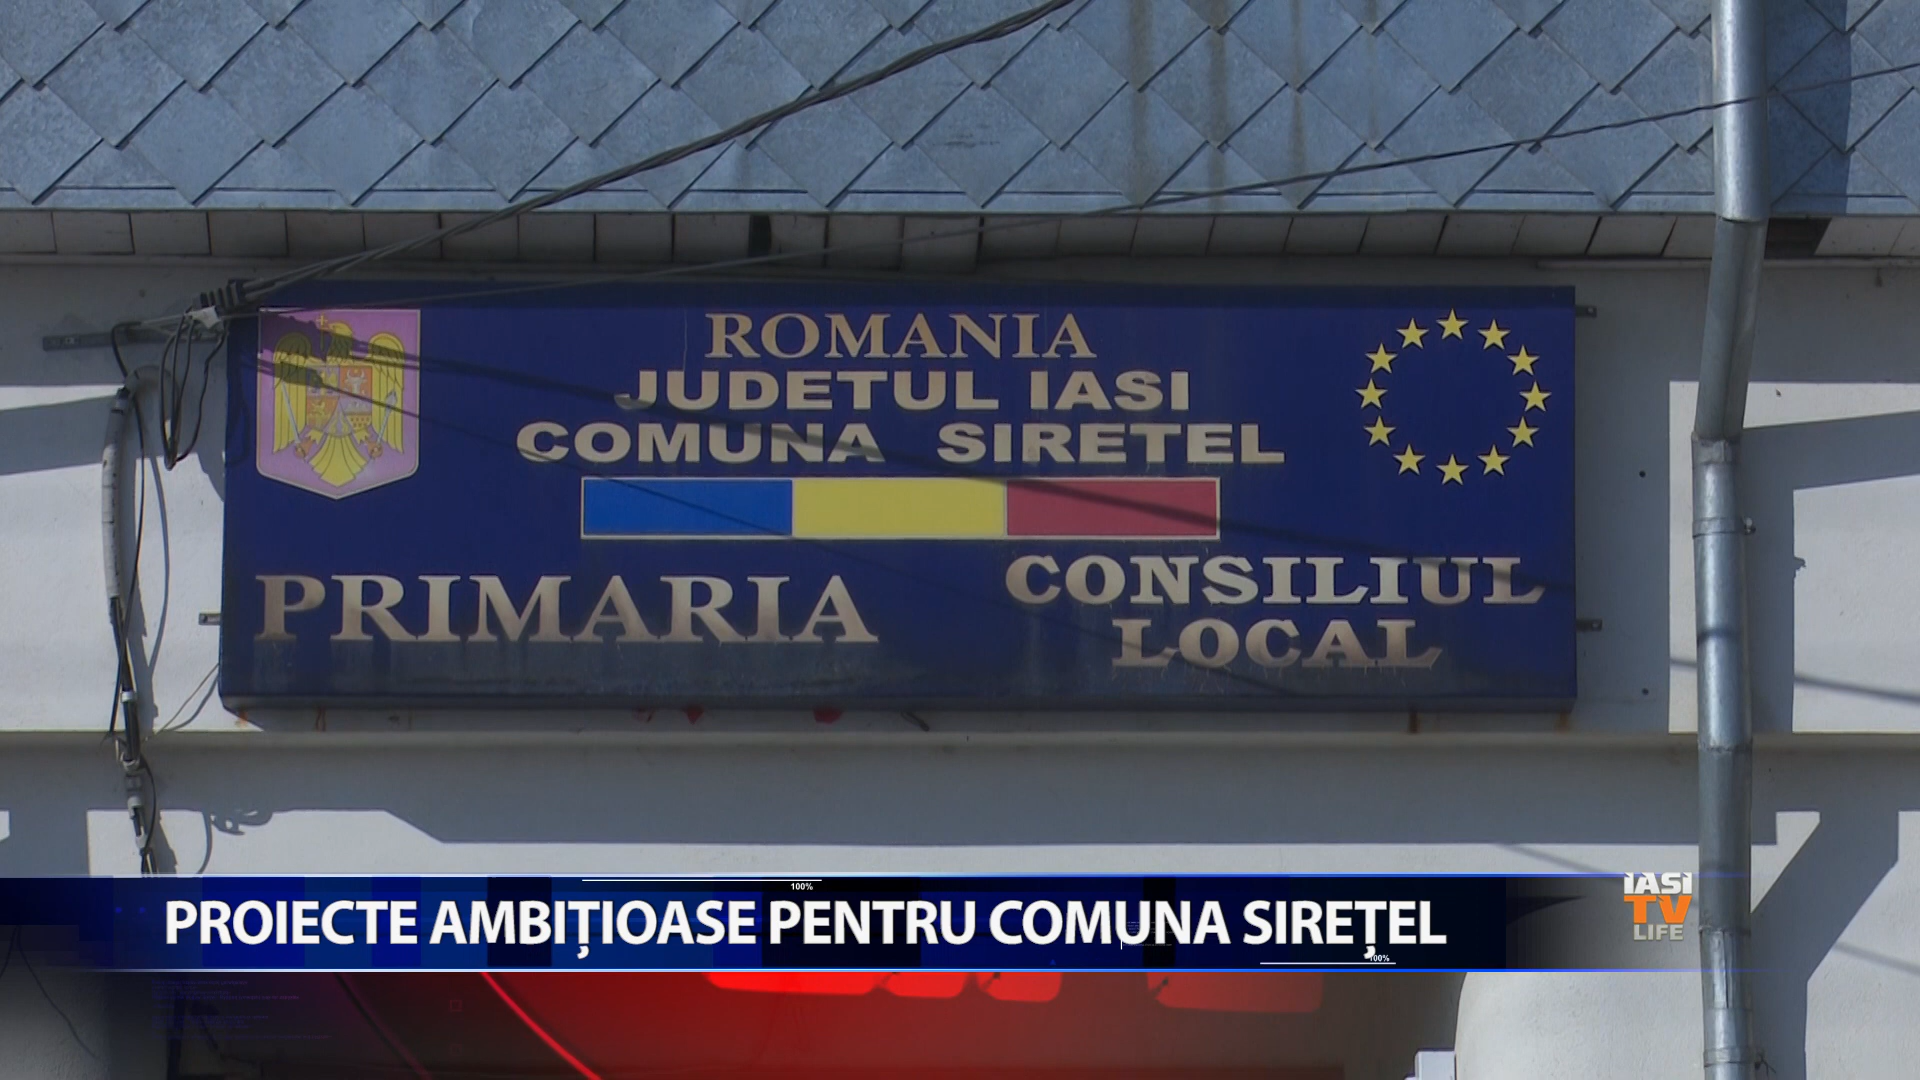 ROMANIA
JUDETUL IASI
COMUNA SIRETEL
PRIMARIA
CONSILIUL
LOCAL
100%
PROIECTE AMBIȚIOASE PENTRU COMUNA SIREȚEL
100%
IASI
TV
LIFE